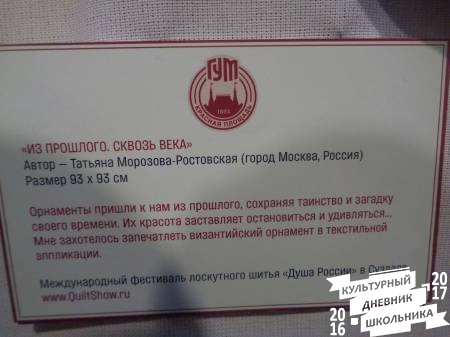 ГУМ
КРАСНАЯ ПЛОЩАДЬ
1893
«ИЗ ПРОШЛОГО. СКВОЗЬ ВЕКА»
Автор – Татьяна Морозова-Ростовская (город Москва, Россия)
Размер 93 x 93 см
Орнаменты пришли к нам из прошлого, сохраняя таинство и загадку
своего времени. Их красота заставляет остановиться и удивляться...
Мне захотелось запечатлеть византийский орнамент в текстильной
аппликации.
Международный фестиваль лоскутного шитья «Душа России» в Суздале
www.QuiltShow.ru
КУЛЬТУРНЫЙ
ДНЕВНИК
ШКОЛЬНИКА
2016
2017